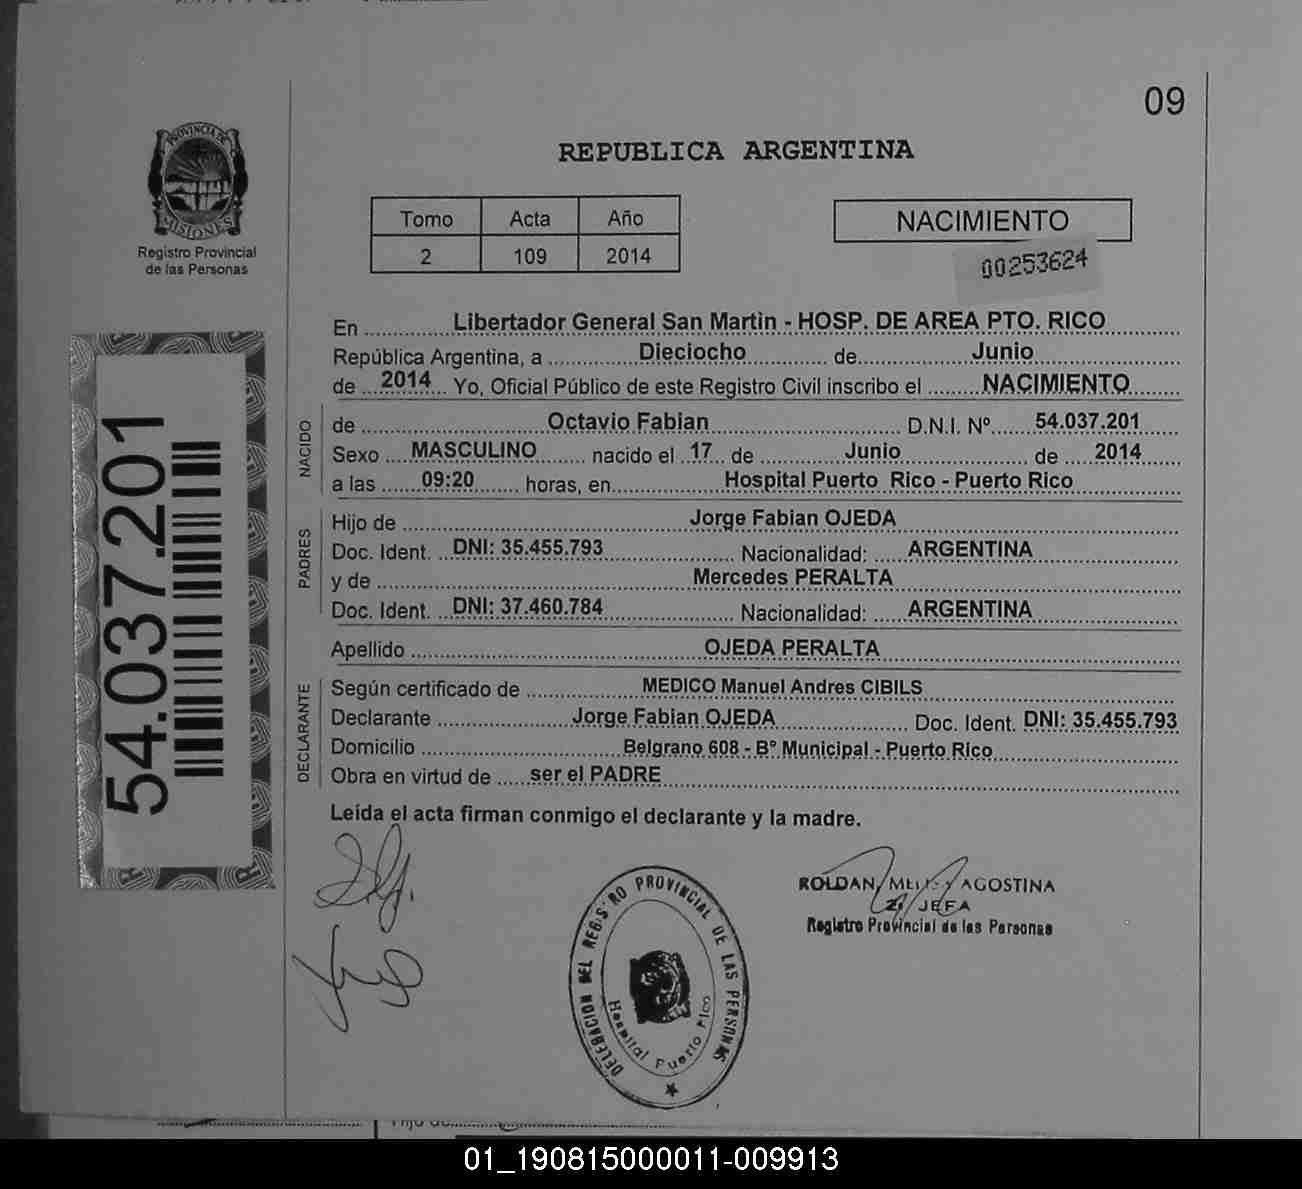 09
PROVINCIA DE
MISIONES
Registro Provincial
de las Personas
REPUBLICA ARGENTINA
Tomo Acta Año
2 109 2014
NACIMIENTO
00253624
En Libertador General San Martin - HOSP. DE AREA PTO. RICO
República Argentina, a Dieciocho de Junio
de 2014 Yo, Oficial Público de este Registro Civil inscribo el NACIMIENTO
NACIDO
de Octavio Fabian D.N.I. Nº 54.037.201
Sexo MASCULINO nacido el 17 de Junio de 2014
a las 09:20 horas, en Hospital Puerto Rico - Puerto Rico
PADRES
Hijo de Jorge Fabian OJEDA
Doc. Ident. DNI: 35.455.793 Nacionalidad: ARGENTINA
y de Mercedes PERALTA
Doc. Ident. DNI: 37.460.784 Nacionalidad: ARGENTINA
Apellido OJEDA PERALTA
DECLARANTE
Según certificado de MEDICO Manuel Andres CIBILS
Declarante Jorge Fabian OJEDA Doc. Ident. DNI: 35.455.793
Domicilio Belgrano 608 - Bº Municipal - Puerto Rico
Obra en virtud de ser el PADRE
Leída el acta firman conmigo el declarante y la madre.
54.037.201
ROLDAN, AGOSTINA
JEFA
Registro Provincial de las Personas
DELEGACION DEL REGISTRO PROVINCIAL DE LAS PERSONAS
Hospital Puerto Rico
01_190815000011-009913